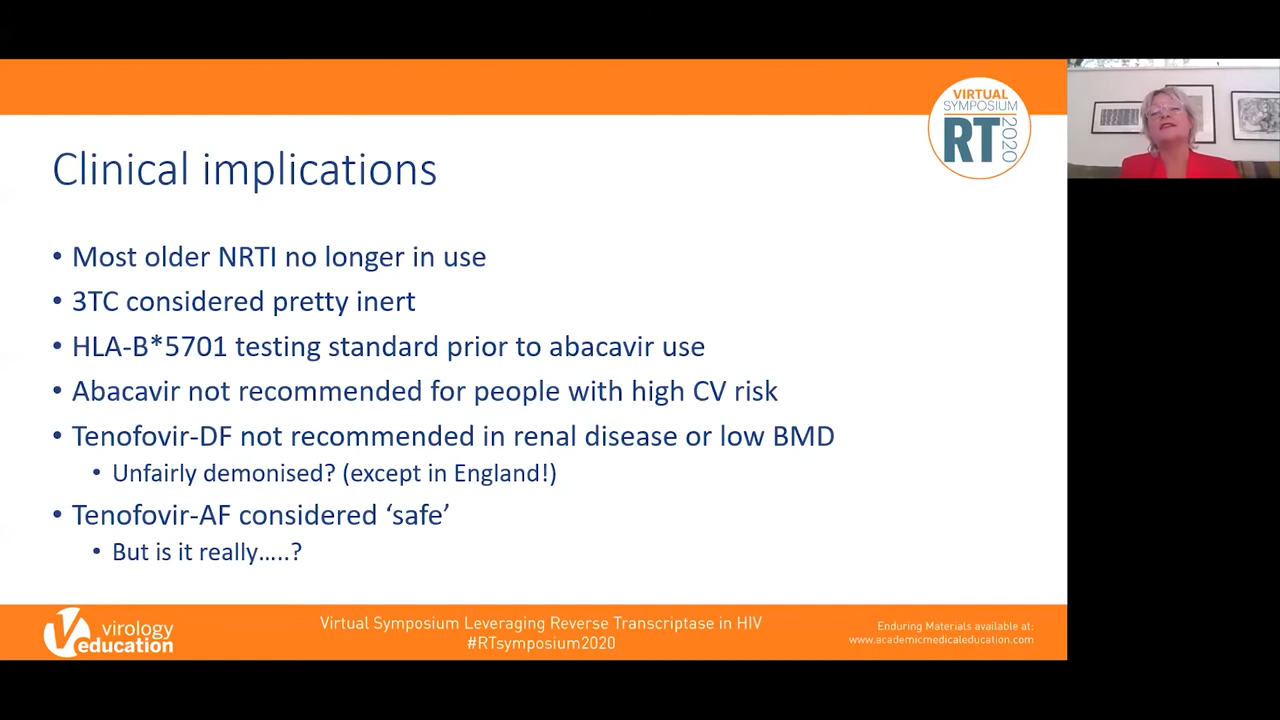 VIRTUAL
SYMPOSIUM
RT
2020
Clinical implications
• Most older NRTI no longer in use
• 3TC considered pretty inert
• HLA-B*5701 testing standard prior to abacavir use
• Abacavir not recommended for people with high CV risk
• Tenofovir-DF not recommended in renal disease or low BMD
• Unfairly demonised? (except in England!)
• Tenofovir-AF considered ‘safe’
• But is it really…..?
virology
education
Virtual Symposium Leveraging Reverse Transcriptase in HIV
#RTsymposium2020
Enduring Materials available at:
www.academicmedicaleducation.com